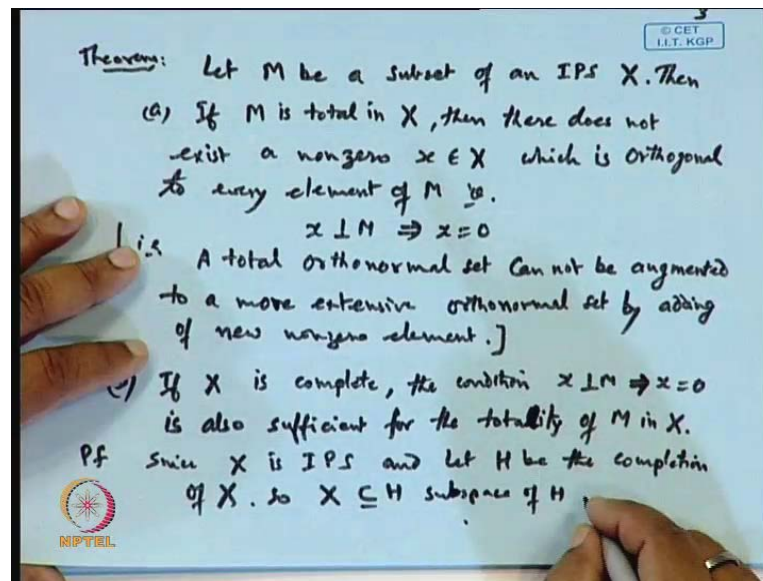 3
© CET
I.I.T. KGP
Theorem: Let M be a subset of an IPS X. Then
(a) If M is total in X, then there does not
exist a nonzero x ∈ X which is orthogonal
to every element of M ie.
x ⊥ M ⇒ x = 0
[ie A total orthonormal set can not be augmented
to a more extensive orthonormal set by adding
of new nonzero element.]
If X is complete, the condition x ⊥ M ⇒ x = 0
is also sufficient for the totality of M in X.
Pf Since X is IPS and let H be the completion
of X. So X ⊆ H subspace of H
NPTEL